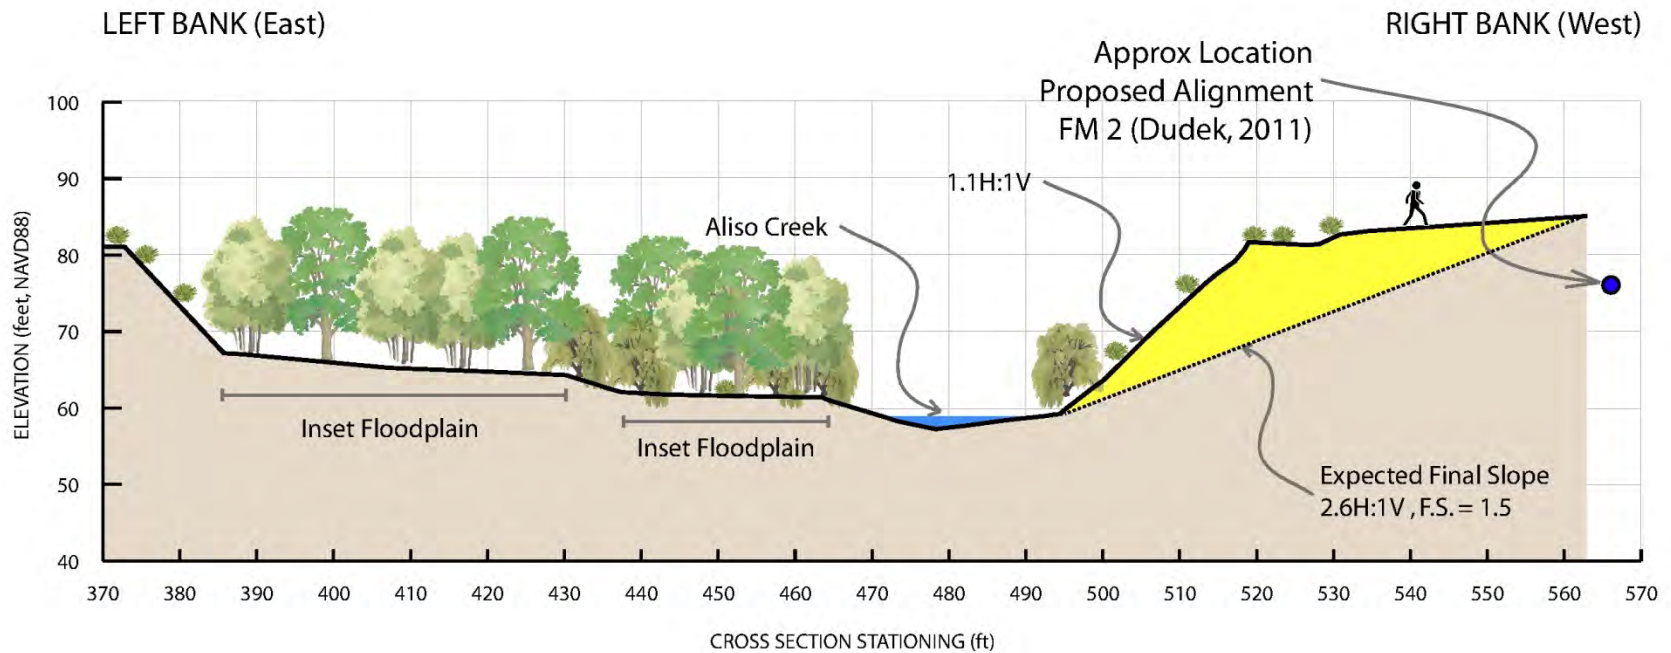 LEFT BANK (East)
RIGHT BANK (West)
Approx Location
Proposed Alignment
FM 2 (Dudek, 2011)
1.1H:1V
Aliso Creek
Inset Floodplain
Inset Floodplain
Expected Final Slope
2.6H:1V , F.S. = 1.5
ELEVATION (feet, NAVD88)
100
90
80
70
60
50
40
370 380 390 400 410 420 430 440 450 460 470 480 490 500 510 520 530 540 550 560 570
CROSS SECTION STATIONING (ft)